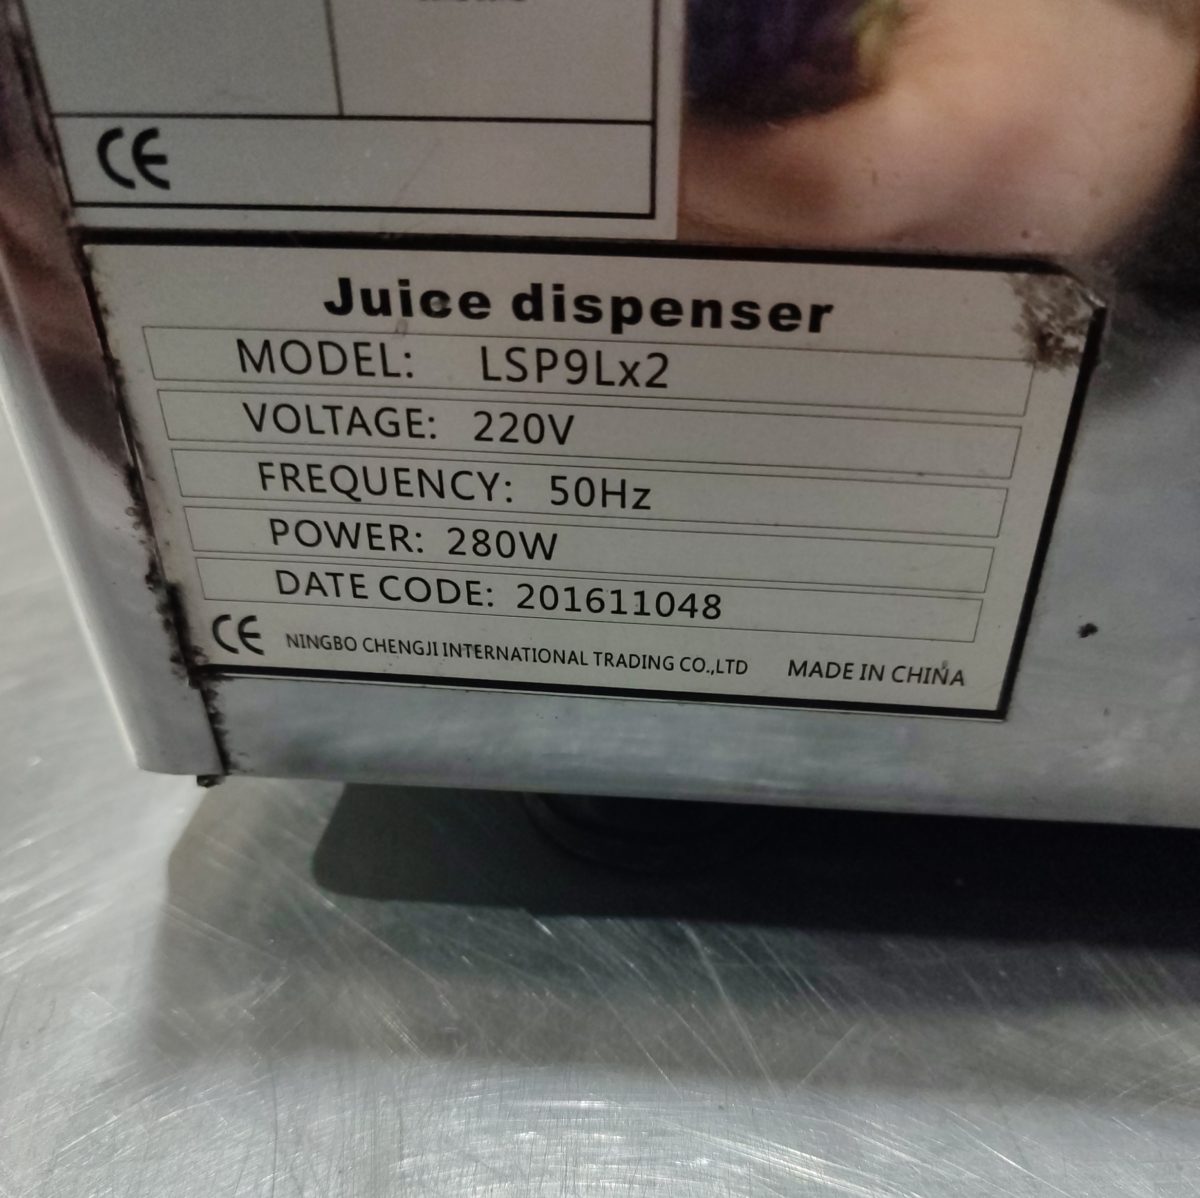 CE
Juice dispenser
MODEL: LSP9Lx2
VOLTAGE: 220V
FREQUENCY: 50Hz
POWER: 280W
DATE CODE: 201611048
CE NINGBO CHENGJI INTERNATIONAL TRADING CO.,LTD MADE IN CHINA